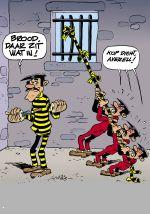 BROOD,
DAAR ZIT
WAT IN!
KOP DICHT,
AVERELL!